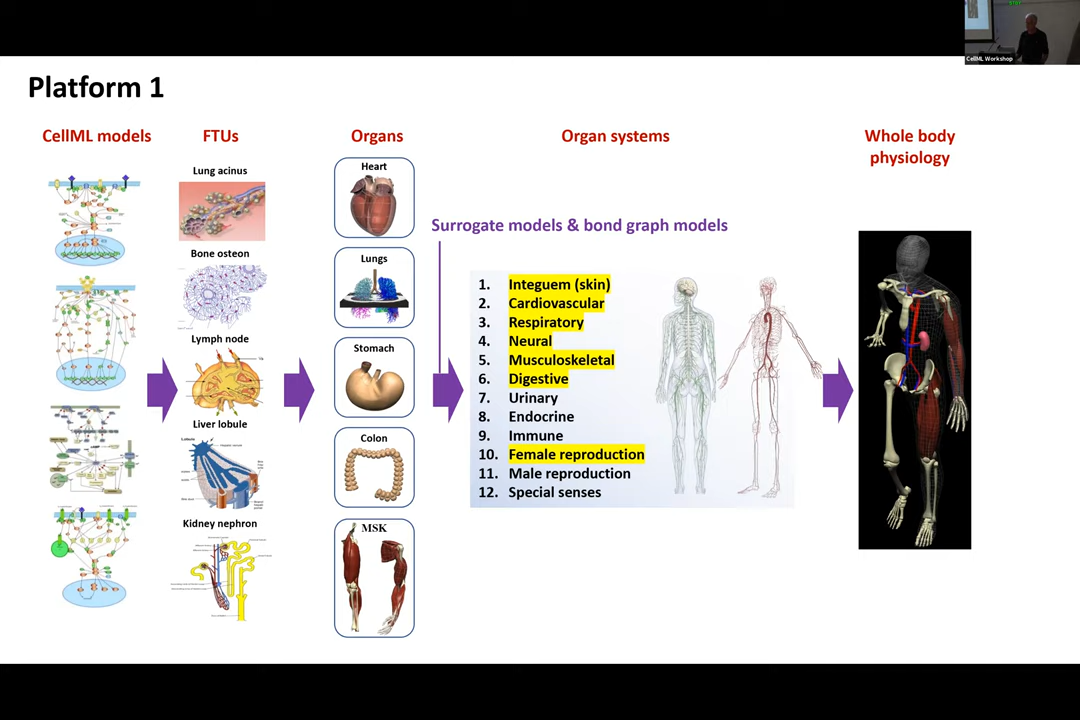 CellML Workshop
Platform 1
CellML models
FTUs
Organs
Organ systems
Whole body
physiology
Lung acinus
Bone osteon
Lymph node
Liver lobule
Kidney nephron
Heart
Lungs
Stomach
Colon
MSK
Surrogate models & bond graph models
1. Integuem (skin)
2. Cardiovascular
3. Respiratory
4. Neural
5. Musculoskeletal
6. Digestive
7. Urinary
8. Endocrine
9. Immune
10. Female reproduction
11. Male reproduction
12. Special senses